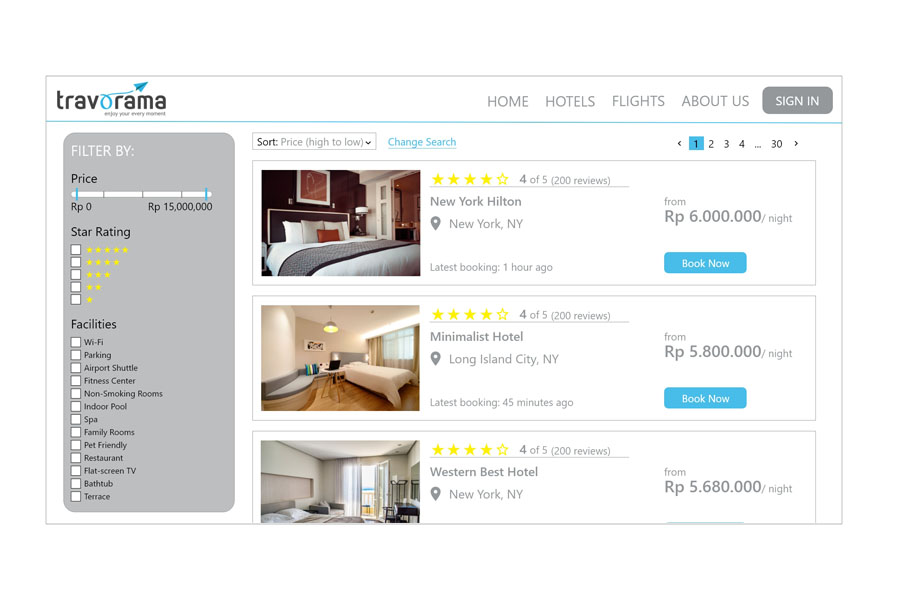 travorama
enjoy your every moment
HOME HOTELS FLIGHTS ABOUT US SIGN IN
FILTER BY:
Price
Rp 0 Rp 15,000,000
Star Rating
Facilities
Wi-Fi
Parking
Airport Shuttle
Fitness Center
Non-Smoking Rooms
Indoor Pool
Spa
Family Rooms
Pet Friendly
Restaurant
Flat-screen TV
Bathtub
Terrace
Sort: Price (high to low) Change Search
1 2 3 4 ... 30
4 of 5 (200 reviews)
New York Hilton
New York, NY
Latest booking: 1 hour ago
from
Rp 6.000.000/ night
Book Now
4 of 5 (200 reviews)
Minimalist Hotel
Long Island City, NY
Latest booking: 45 minutes ago
from
Rp 5.800.000/ night
Book Now
4 of 5 (200 reviews)
Western Best Hotel
New York, NY
from
Rp 5.680.000/ night